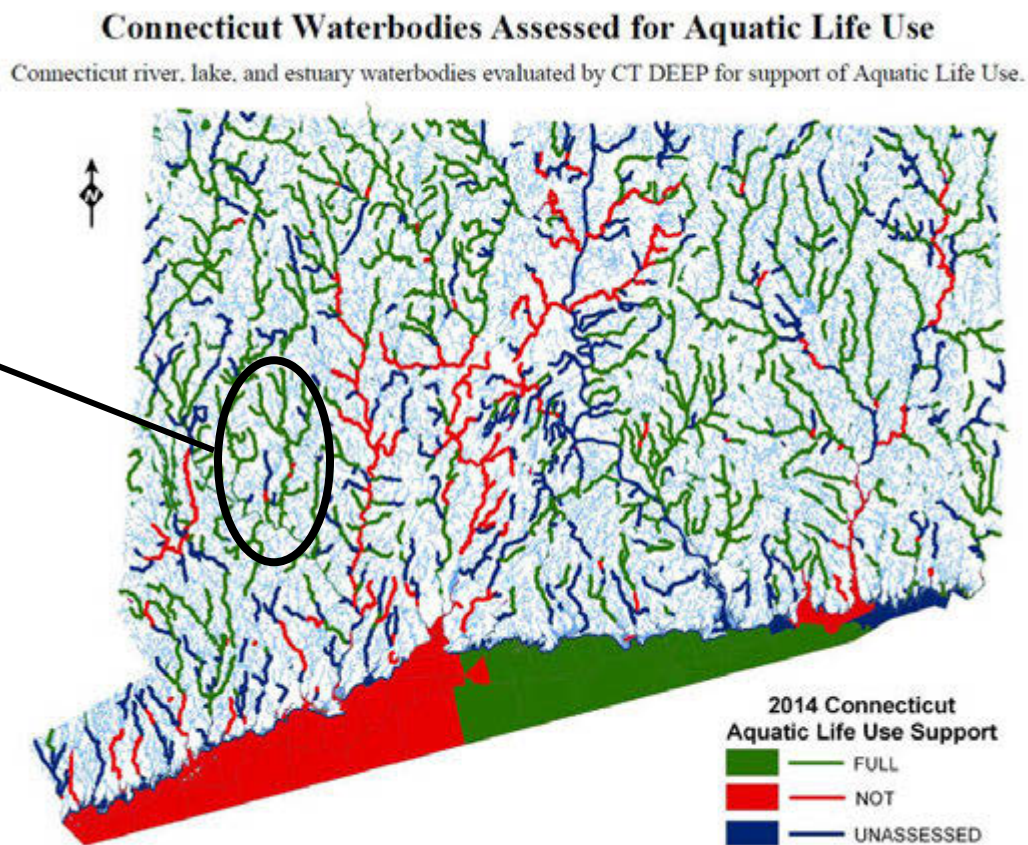 Connecticut Waterbodies Assessed for Aquatic Life Use
Connecticut river, lake, and estuary waterbodies evaluated by CT DEEP for support of Aquatic Life Use.
N
2014 Connecticut
Aquatic Life Use Support
FULL
NOT
UNASSESSED